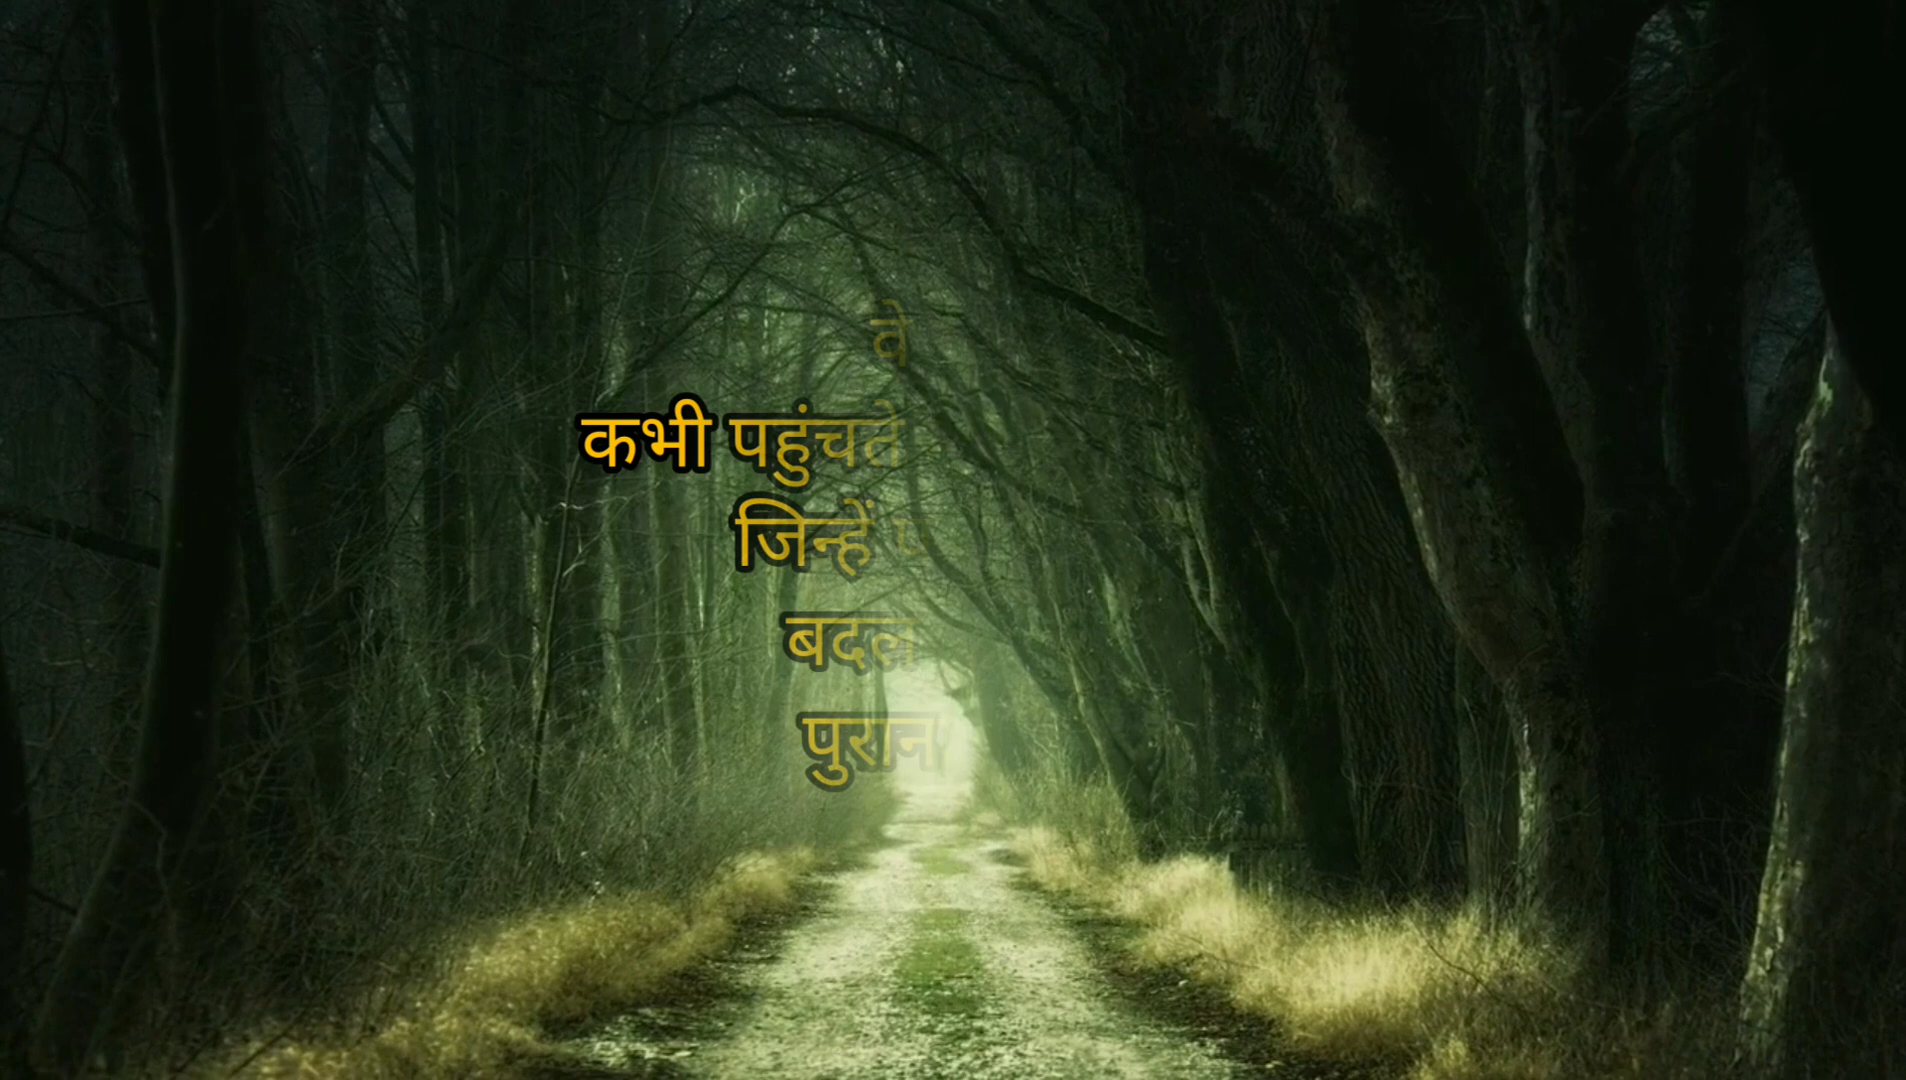 वे
कभी पहुंचते
जिन्हें
बदल
पुरान